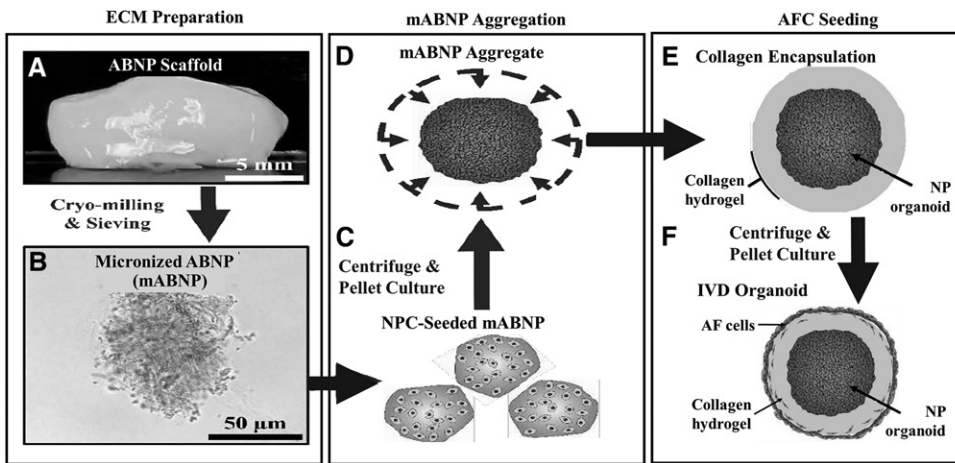 ECM Preparation
A
ABNP Scaffold
5 mm
Cryo-milling
& Sieving
B
Micronized ABNP
(mABNP)
50 µm
mABNP Aggregation
D
mABNP Aggregate
C
Centrifuge &
Pellet Culture
NPC-Seeded mABNP
AFC Seeding
E
Collagen Encapsulation
Collagen
hydrogel
NP
organoid
F
Centrifuge &
Pellet Culture
IVD Organoid
AF cells
Collagen
hydrogel
NP
organoid